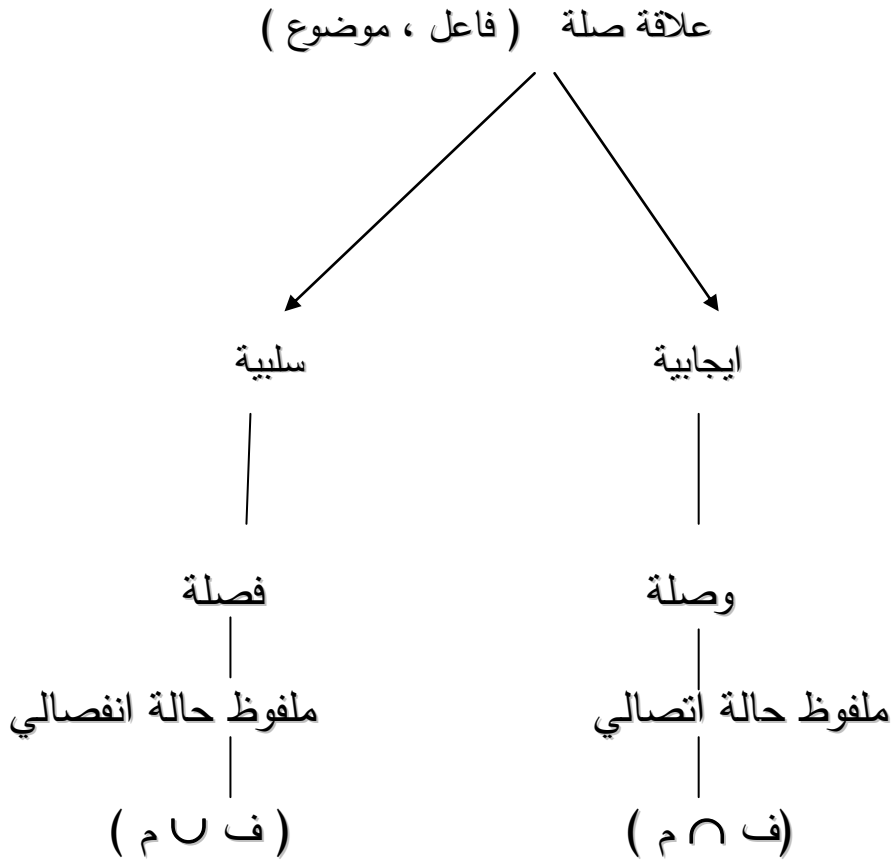 علاقة صلة ( فاعل ، موضوع )
ايجابية
سلبية
وصلة
فصلة
ملفوظ حالة اتصالي
ملفوظ حالة انفصالي
(ف ∩ م )
( ف ∪ م )